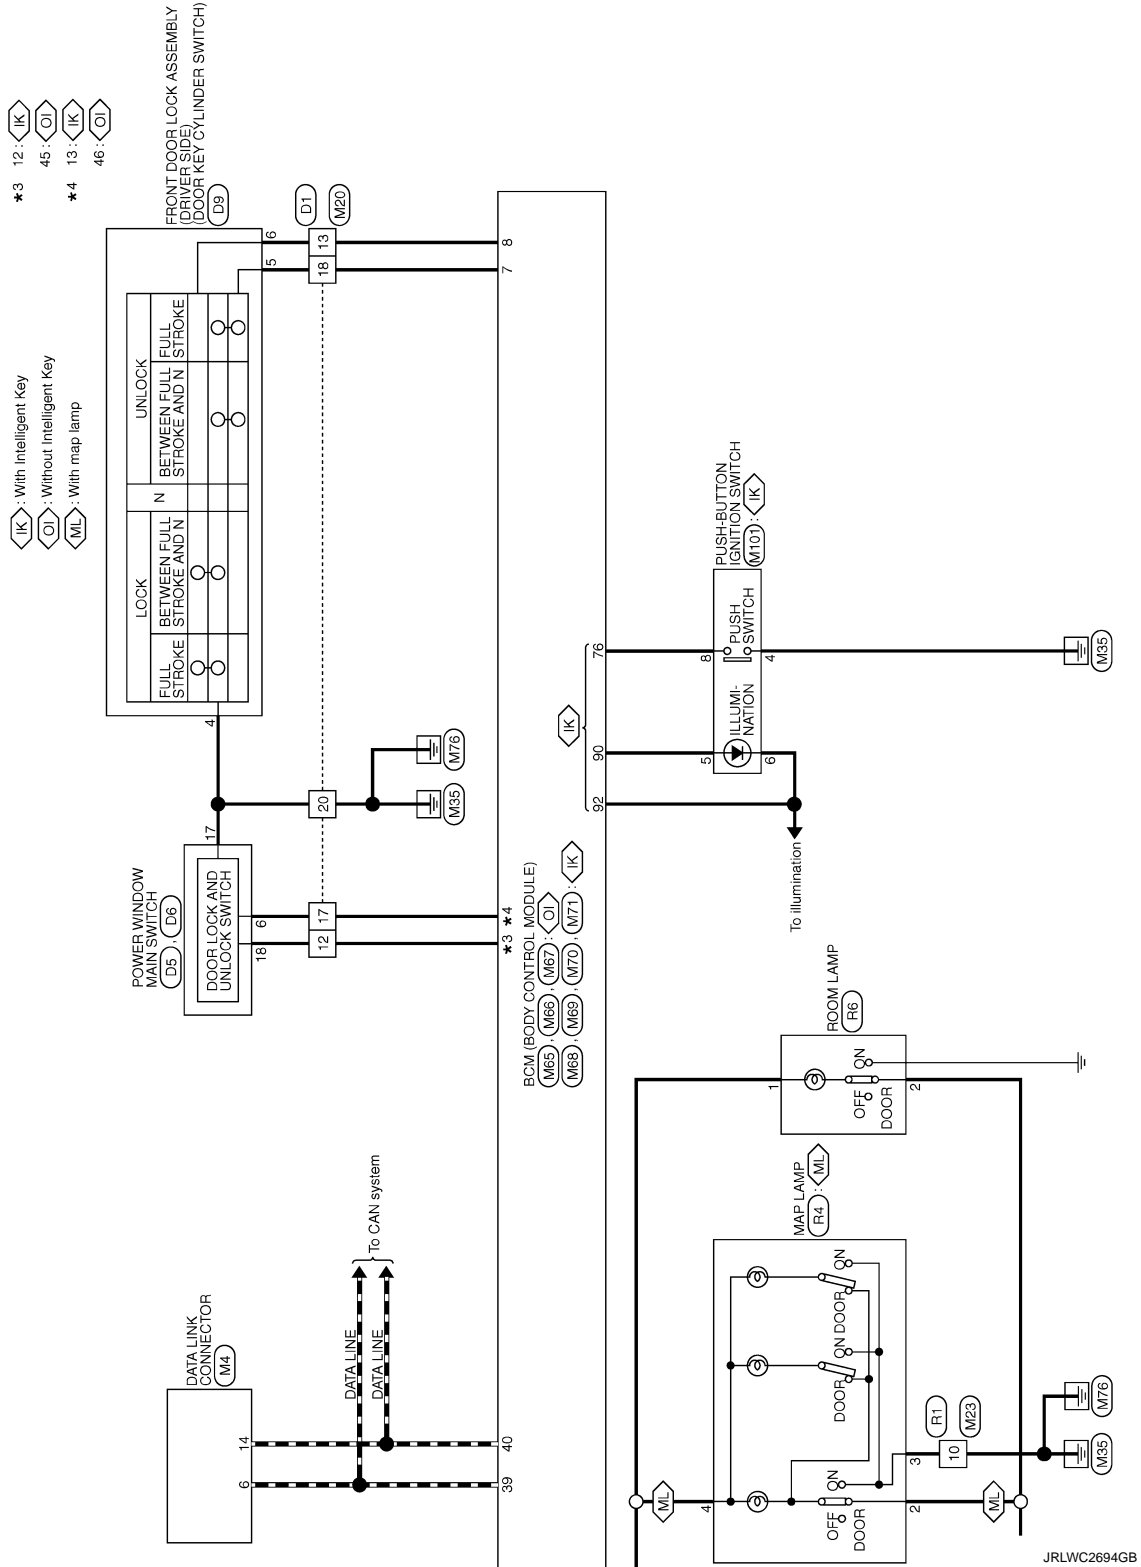 IK : With Intelligent Key
OI : Without Intelligent Key
ML : With map lamp
*3 12 : IK
45 : OI
*4 13 : IK
46 : OI
DATA LINK
CONNECTOR
M4
6
14
DATA LINE
DATA LINE
To CAN system
39
40
POWER WINDOW
MAIN SWITCH
D5 , D6
DOOR LOCK AND
UNLOCK SWITCH
17
18
6
12
17
*3
*4
20
M35
M76
FRONT DOOR LOCK ASSEMBLY
(DRIVER SIDE)
(DOOR KEY CYLINDER SWITCH)
D9
LOCK
N
UNLOCK
FULL
STROKE
BETWEEN FULL
STROKE AND N
BETWEEN FULL
STROKE AND N
FULL
STROKE
4
5
6
18
13
D1
M20
7
8
BCM (BODY CONTROL MODULE)
M65 , M66 , M67 : OI
M68 , M69 , M70 , M71 : IK
IK
92
90
76
PUSH-BUTTON
IGNITION SWITCH
M101 : IK
5
8
ILLUMI-
NATION
PUSH
SWITCH
6
4
To illumination
M35
MAP LAMP
R4 : ML
ML
4
OFF
ON
DOOR
DOOR
ON
DOOR
ON
2
3
ML
R1
10
M23
M35
M76
ROOM LAMP
R6
1
OFF
ON
DOOR
2
JRLWC2694GB